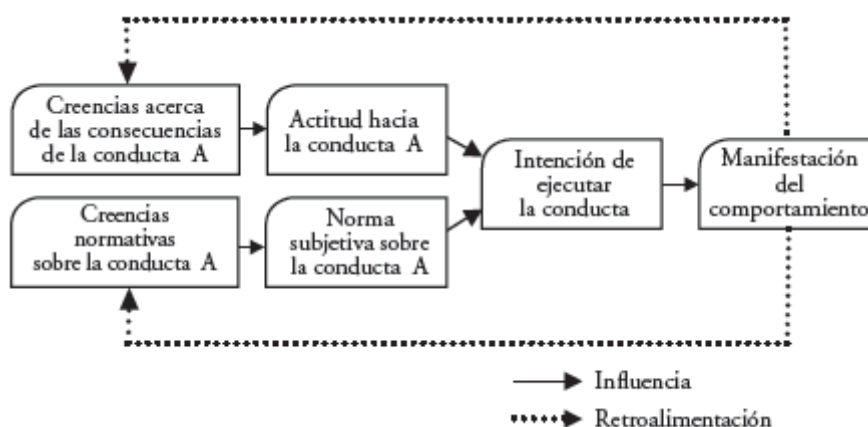 Creencias acerca
de las consecuencias
de la conducta A
Actitud hacia
la conducta A
Creencias
normativas
sobre la conducta A
Norma
subjetiva sobre
la conducta A
Intención de
ejecutar
la conducta
Manifestación
del
comportamiento
Influencia
Retroalimentación